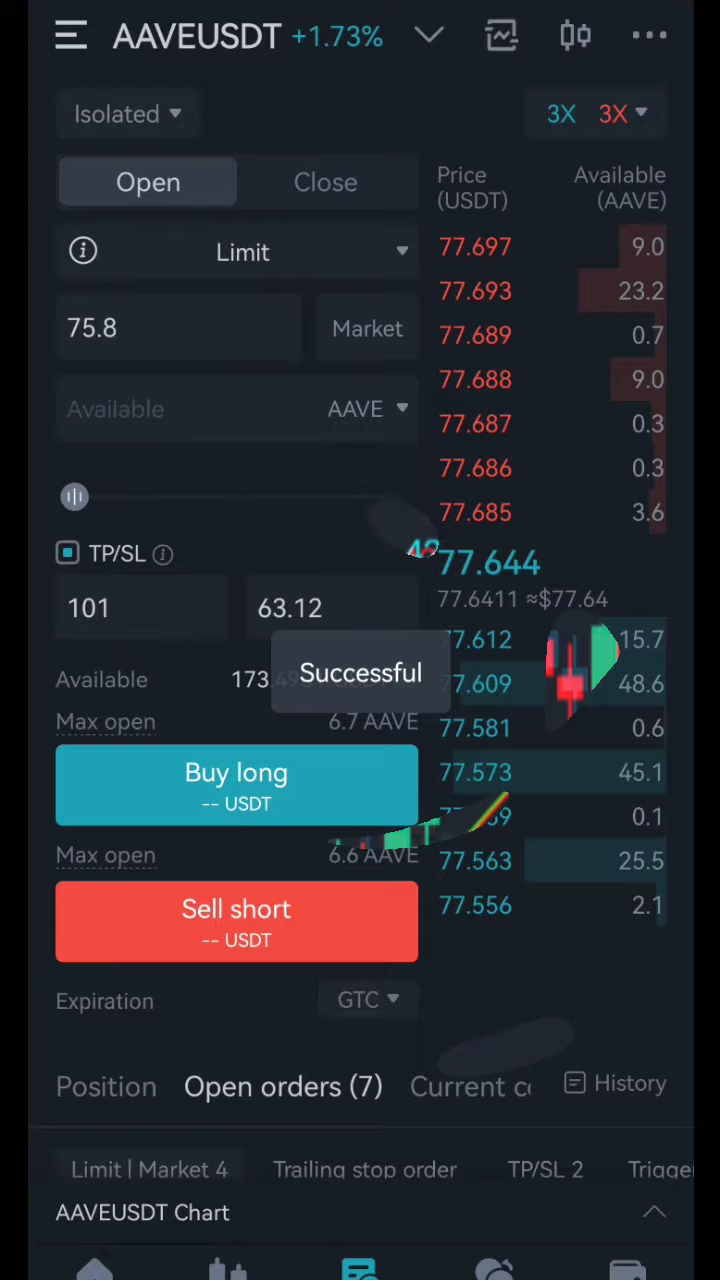 AAVEUSDT +1.73%
Isolated
3X 3X
Open Close
Limit
75.8 Market
Available AAVE
TP/SL
101 63.12
Available 173
Successful
Max open 6.7 AAVE
Buy long
-- USDT
Max open 6.6 AAVE
Sell short
-- USDT
Expiration GTC
Price (USDT) Available (AAVE)
77.697 9.0
77.693 23.2
77.689 0.7
77.688 9.0
77.687 0.3
77.686 0.3
77.685 3.6
77.644
77.6411 ≈$77.64
77.612 15.7
77.609 48.6
77.581 0.6
77.573 45.1
0.1
77.563 25.5
77.556 2.1
Position Open orders (7) Current History
Limit | Market 4 Trailing stop order TP/SL 2
AAVEUSDT Chart